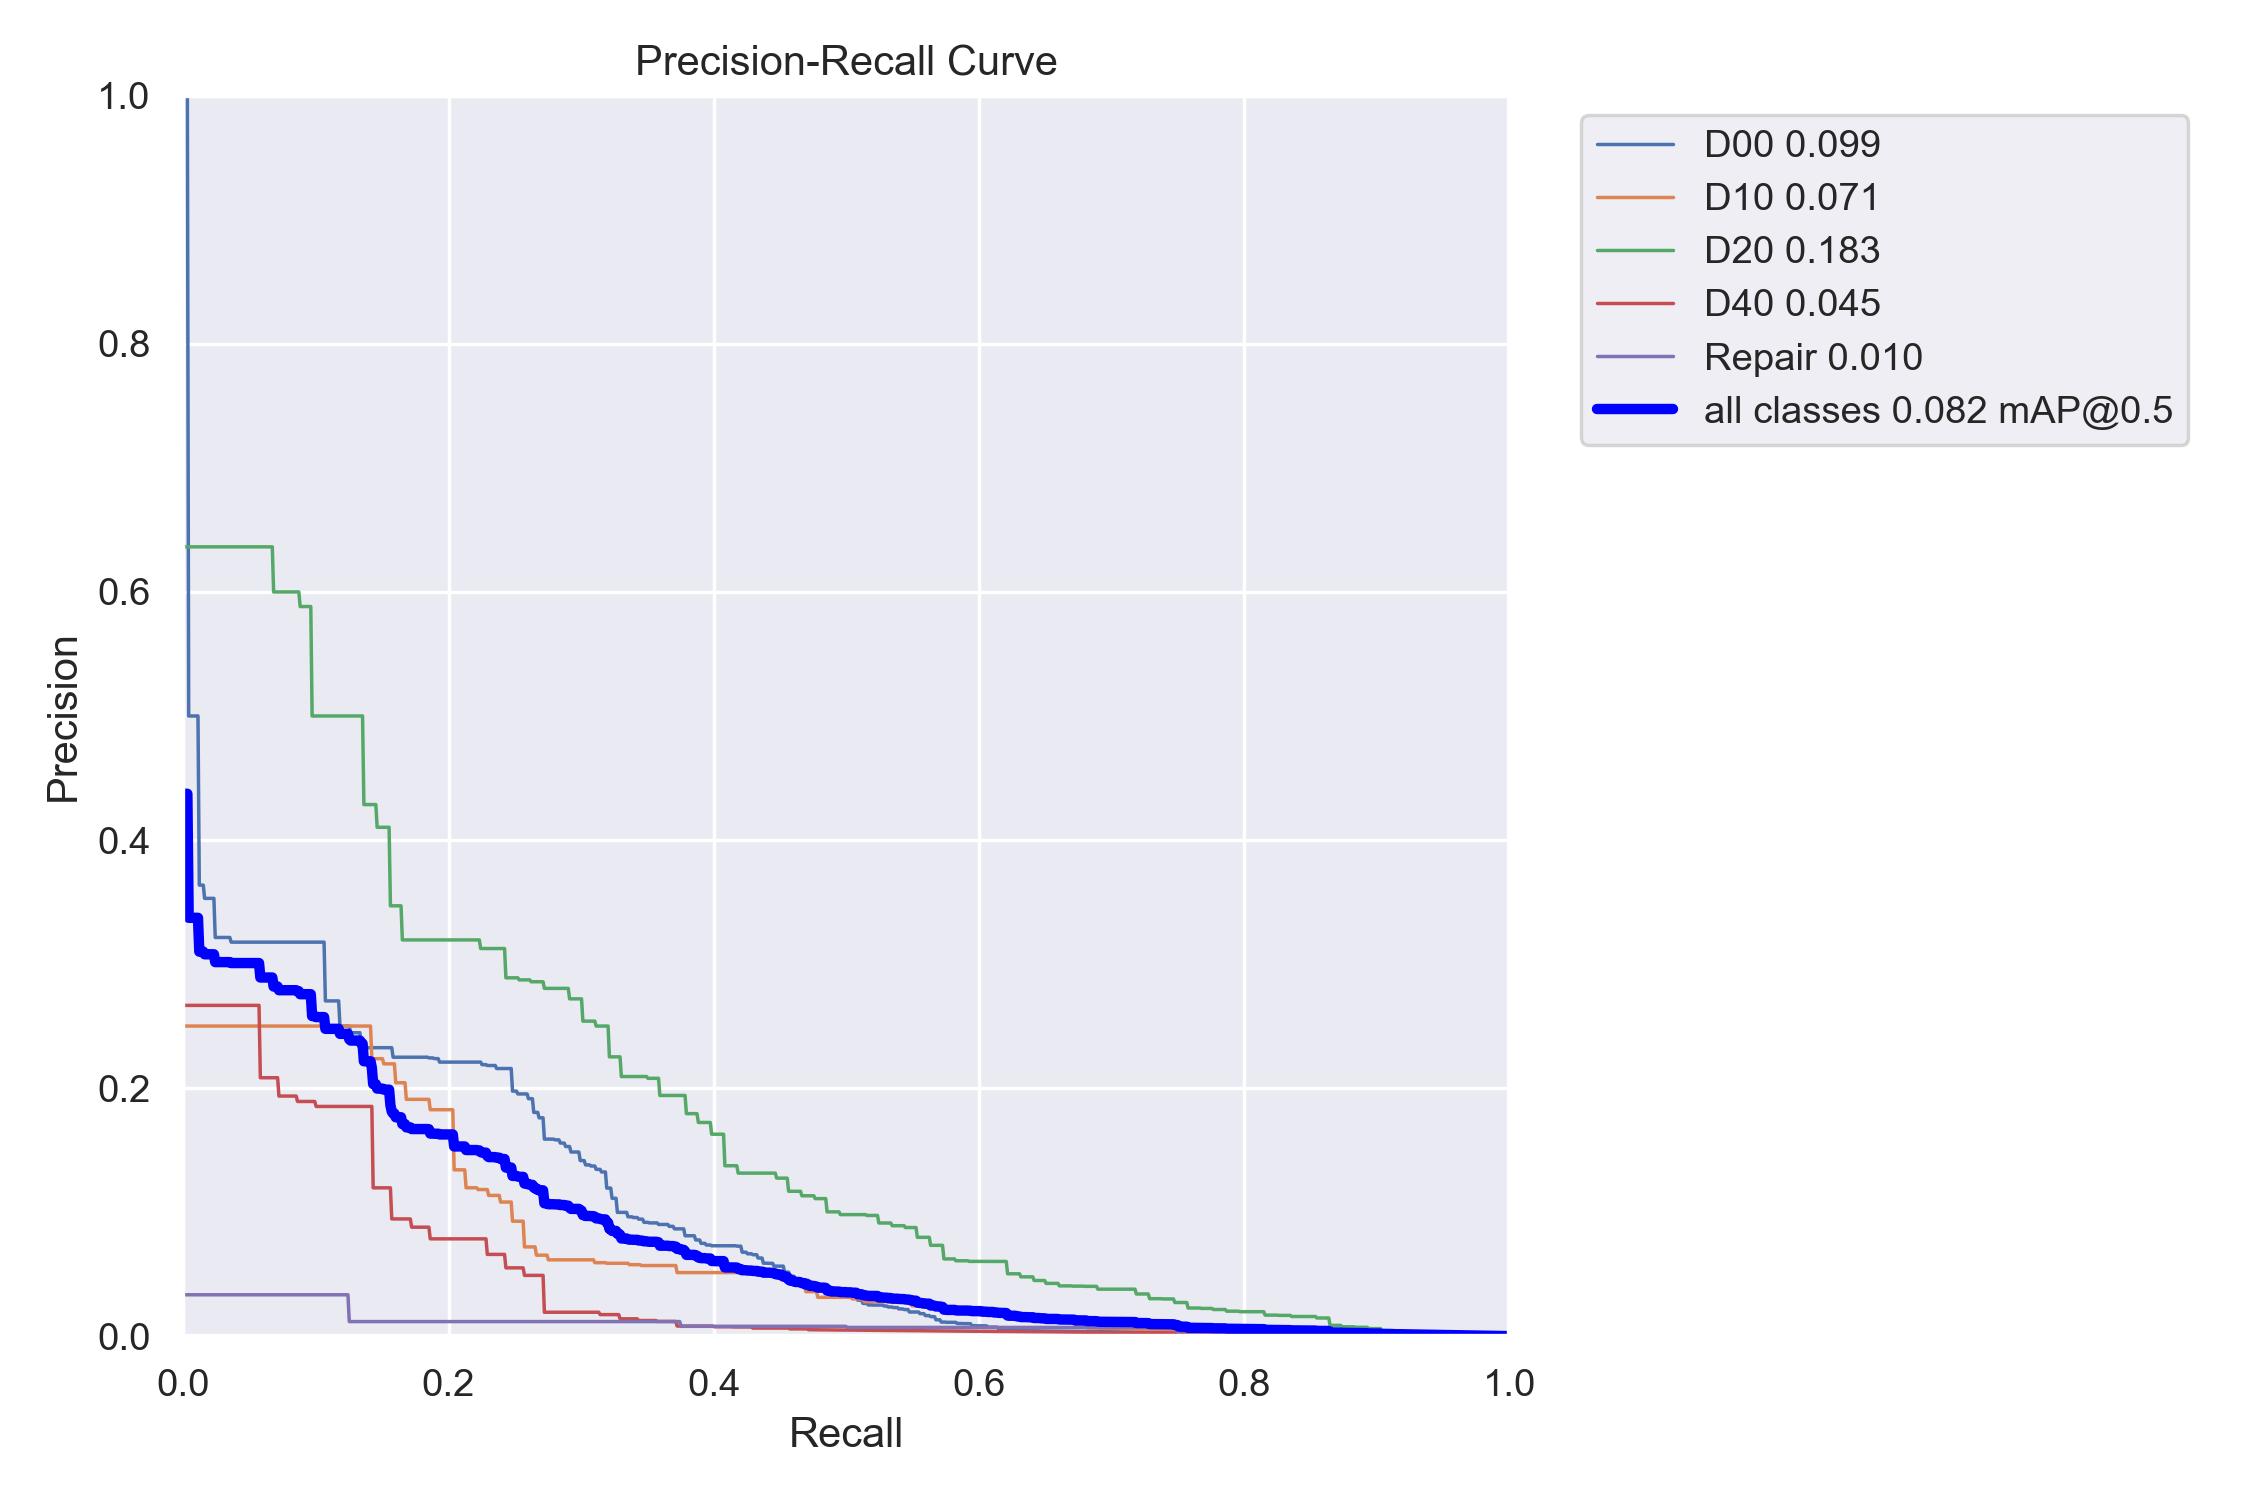 Precision-Recall Curve
1.0
0.8
0.6
0.4
0.2
0.0
Precision
0.0 0.2 0.4 0.6 0.8 1.0
Recall
D00 0.099
D10 0.071
D20 0.183
D40 0.045
Repair 0.010
all classes 0.082 mAP@0.5